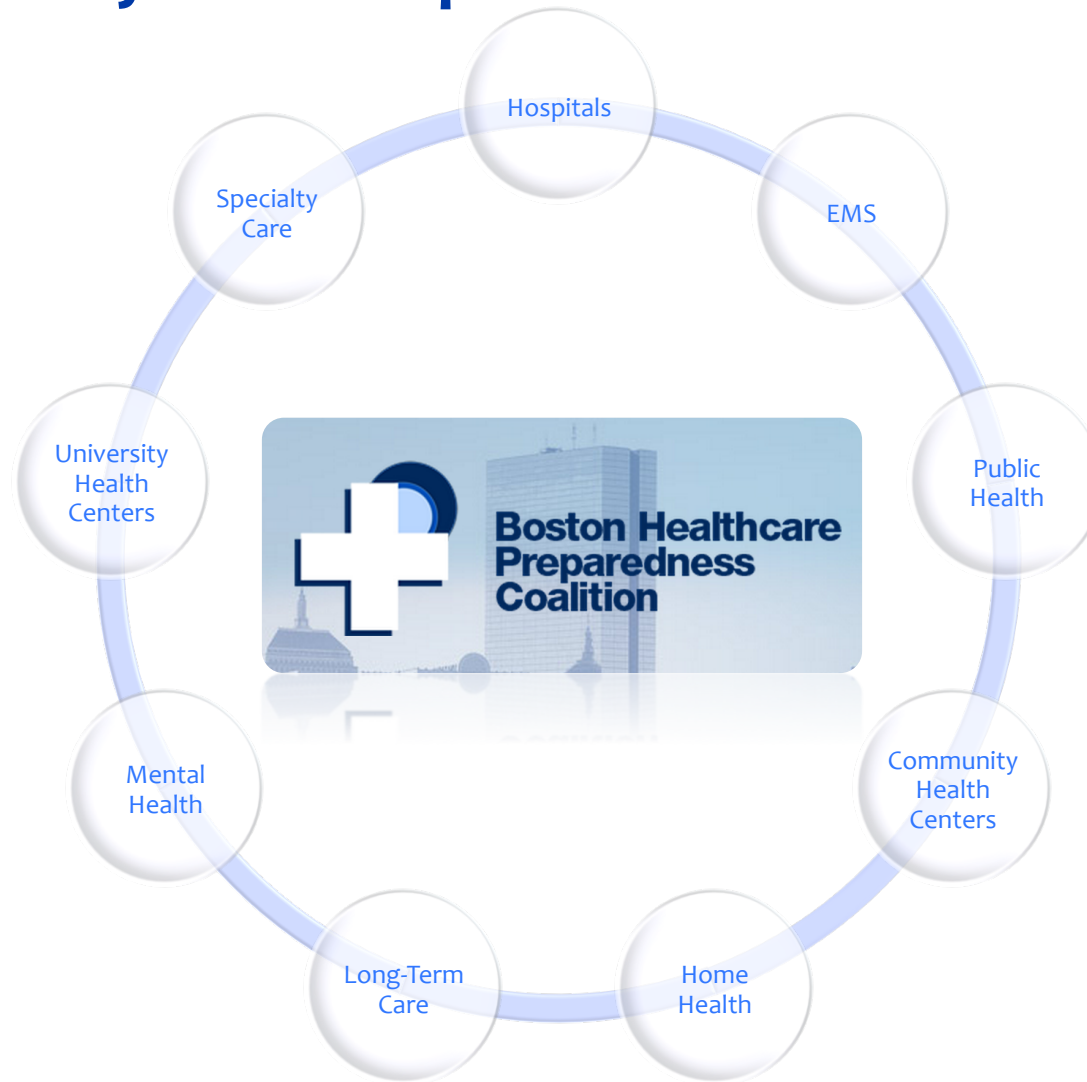 Hospitals
EMS
Public
Health
Community
Health
Centers
Home
Health
Long-Term
Care
Mental
Health
University
Health
Centers
Specialty
Care
Boston Healthcare
Preparedness
Coalition